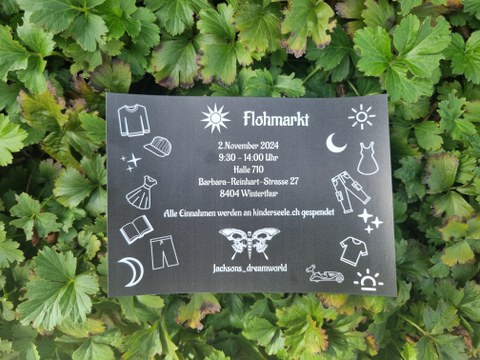 Flohmarkt
2.November 2024
9:30 - 14:00 Uhr
Halle 710
Barbara-Reinhart-Strasse 27
8404 Winterthur
Alle Einnahmen werden an kinderseele.ch gespendet
Jacksons_dreamworld